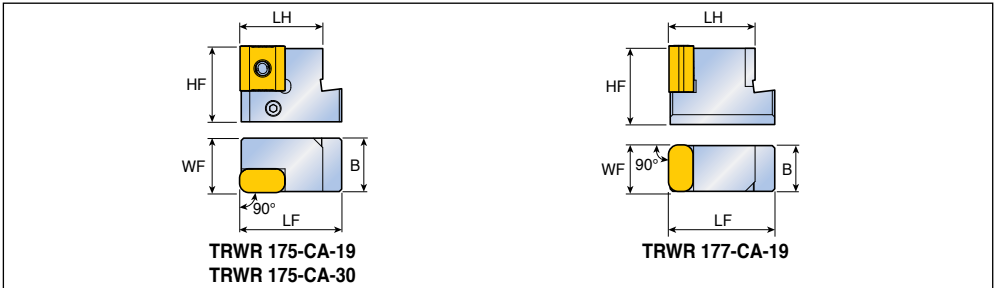 LH
LH
HF
HF
WF
B
90°
LF
WF
90°
B
LF
TRWR 175-CA-19
TRWR 175-CA-30
TRWR 177-CA-19